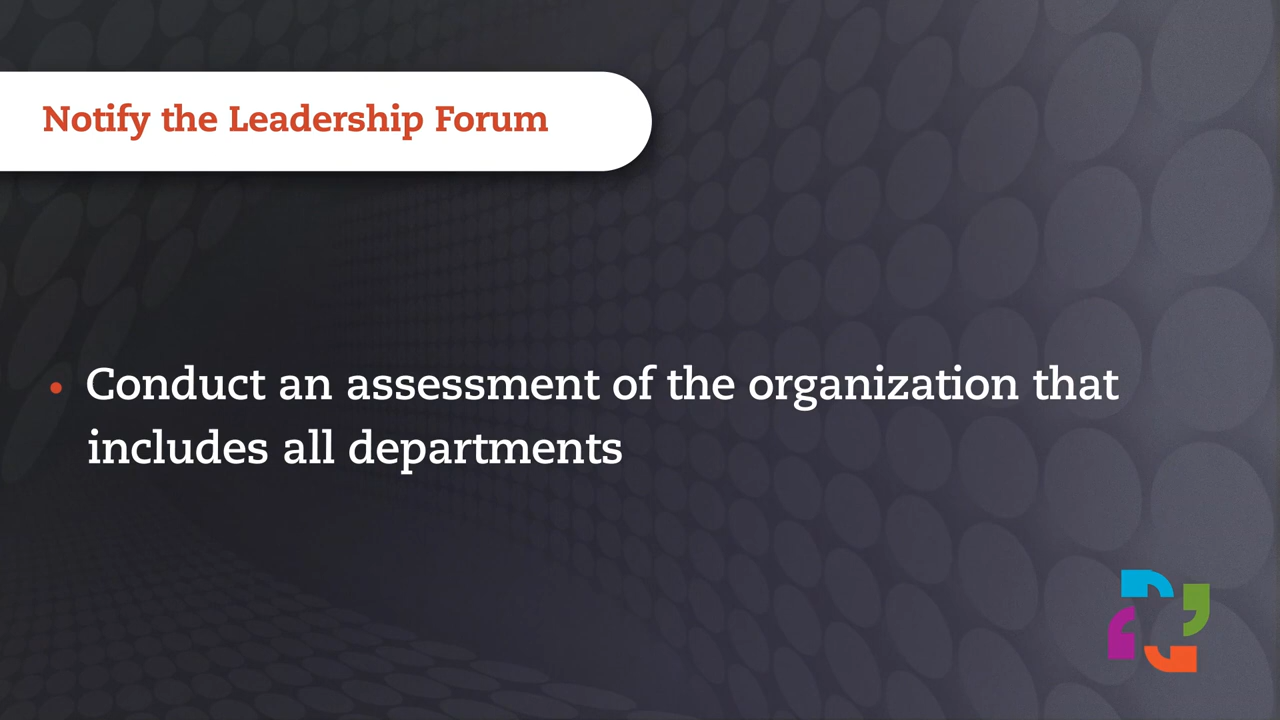 Notify the Leadership Forum
• Conduct an assessment of the organization that
includes all departments